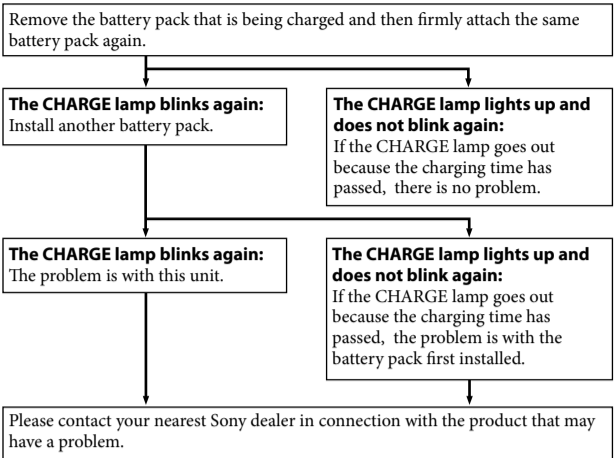 Remove the battery pack that is being charged and then firmly attach the same
battery pack again.
The CHARGE lamp blinks again:
Install another battery pack.
The CHARGE lamp lights up and
does not blink again:
If the CHARGE lamp goes out
because the charging time has
passed, there is no problem.
The CHARGE lamp blinks again:
The problem is with this unit.
The CHARGE lamp lights up and
does not blink again:
If the CHARGE lamp goes out
because the charging time has
passed, the problem is with the
battery pack first installed.
Please contact your nearest Sony dealer in connection with the product that may
have a problem.